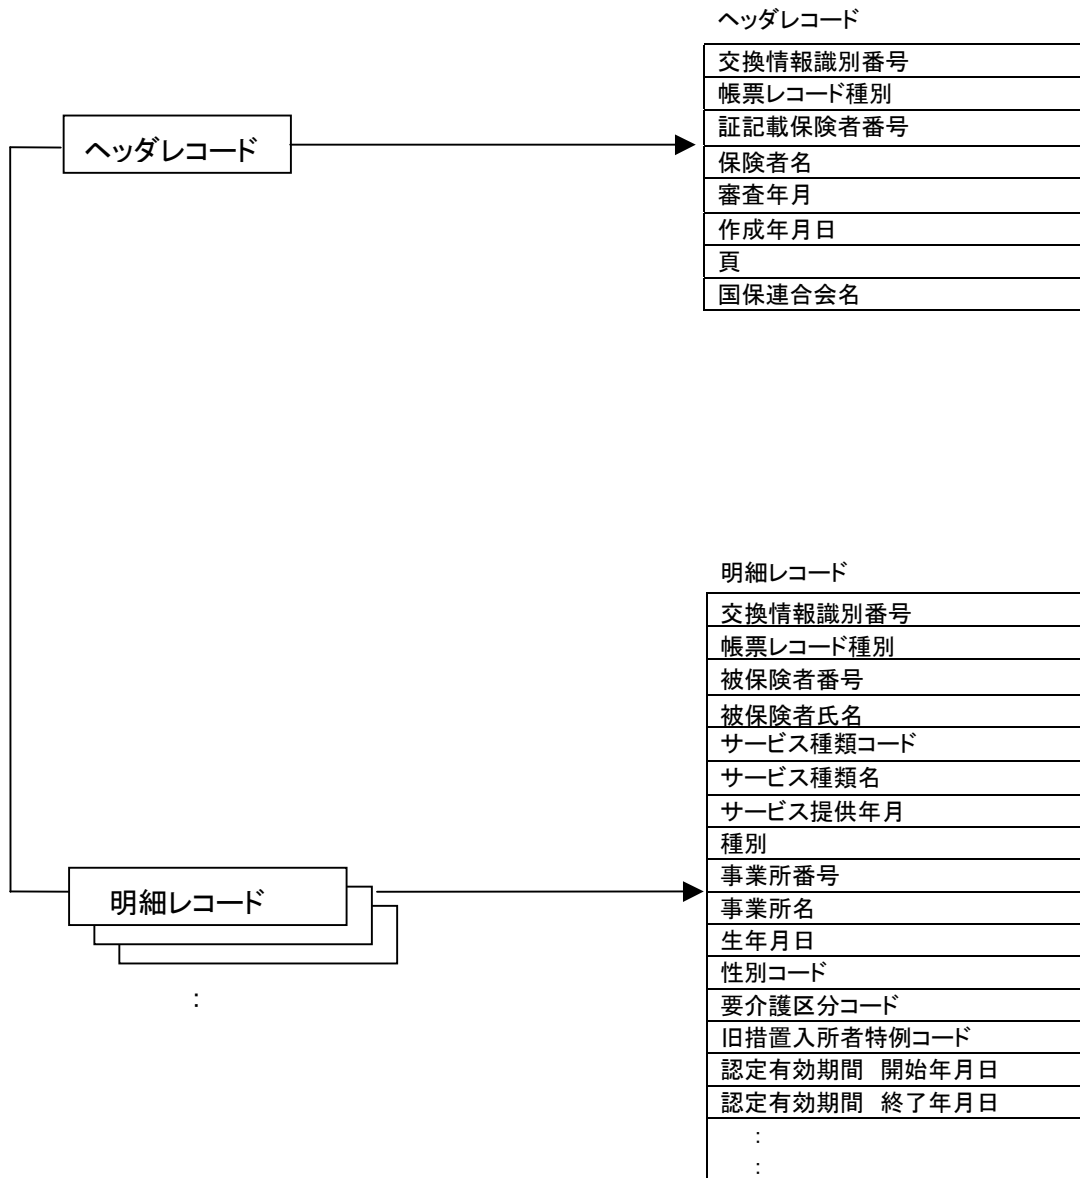 ヘッダレコード
交換情報識別番号
帳票レコード種別
証記載保険者番号
保険者名
審査年月
作成年月日
頁
国保連合会名
ヘッダレコード
明細レコード
交換情報識別番号
帳票レコード種別
被保険者番号
被保険者氏名
サービス種類コード
サービス種類名
サービス提供年月
種別
事業所番号
事業所名
生年月日
性別コード
要介護区分コード
旧措置入所者特例コード
認定有効期間　開始年月日
認定有効期間　終了年月日
:
:
明細レコード
: